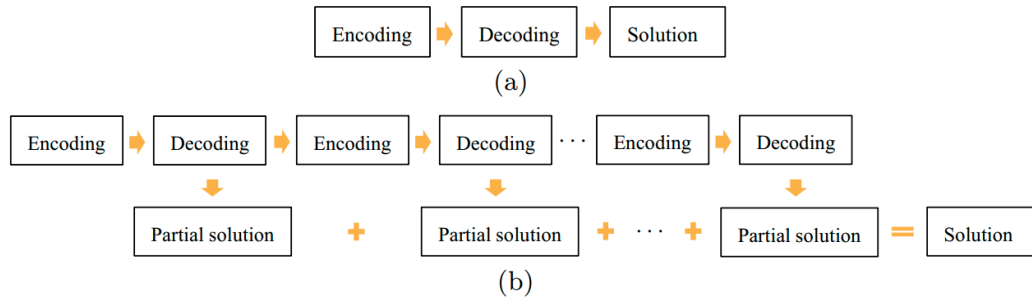 Encoding Decoding Solution
(a)
Encoding Decoding Encoding Decoding ··· Encoding Decoding
Partial solution + Partial solution + ··· + Partial solution = Solution
(b)